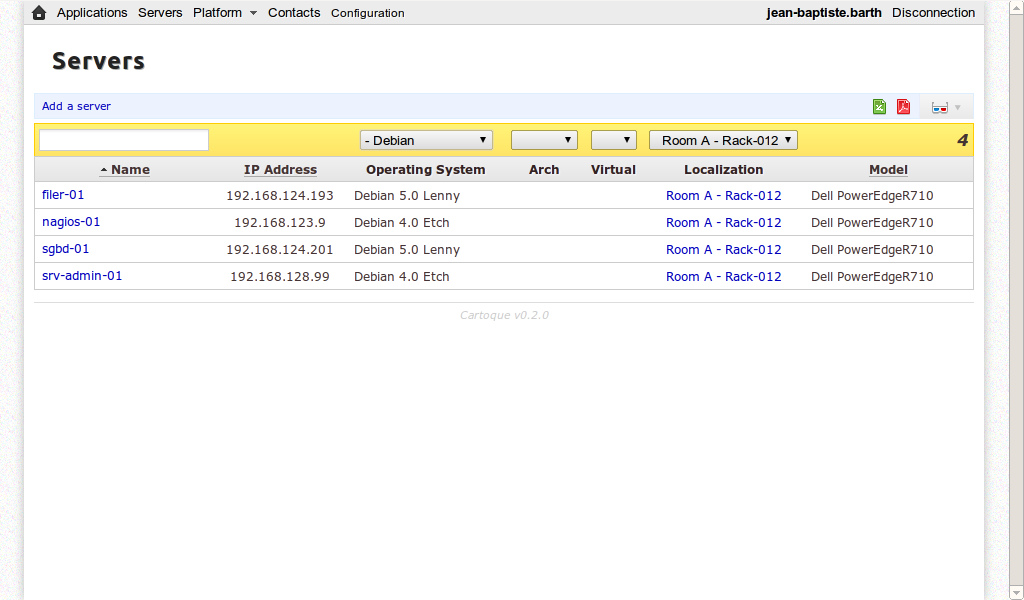 Applications Servers Platform Contacts Configuration jean-baptiste.barth Disconnection
Servers
Add a server
- Debian Room A - Rack-012 4
Name IP Address Operating System Arch Virtual Localization Model
filer-01 192.168.124.193 Debian 5.0 Lenny Room A - Rack-012 Dell PowerEdgeR710
nagios-01 192.168.123.9 Debian 4.0 Etch Room A - Rack-012 Dell PowerEdgeR710
sgbd-01 192.168.124.201 Debian 5.0 Lenny Room A - Rack-012 Dell PowerEdgeR710
srv-admin-01 192.168.128.99 Debian 4.0 Etch Room A - Rack-012 Dell PowerEdgeR710
Cartoque v0.2.0